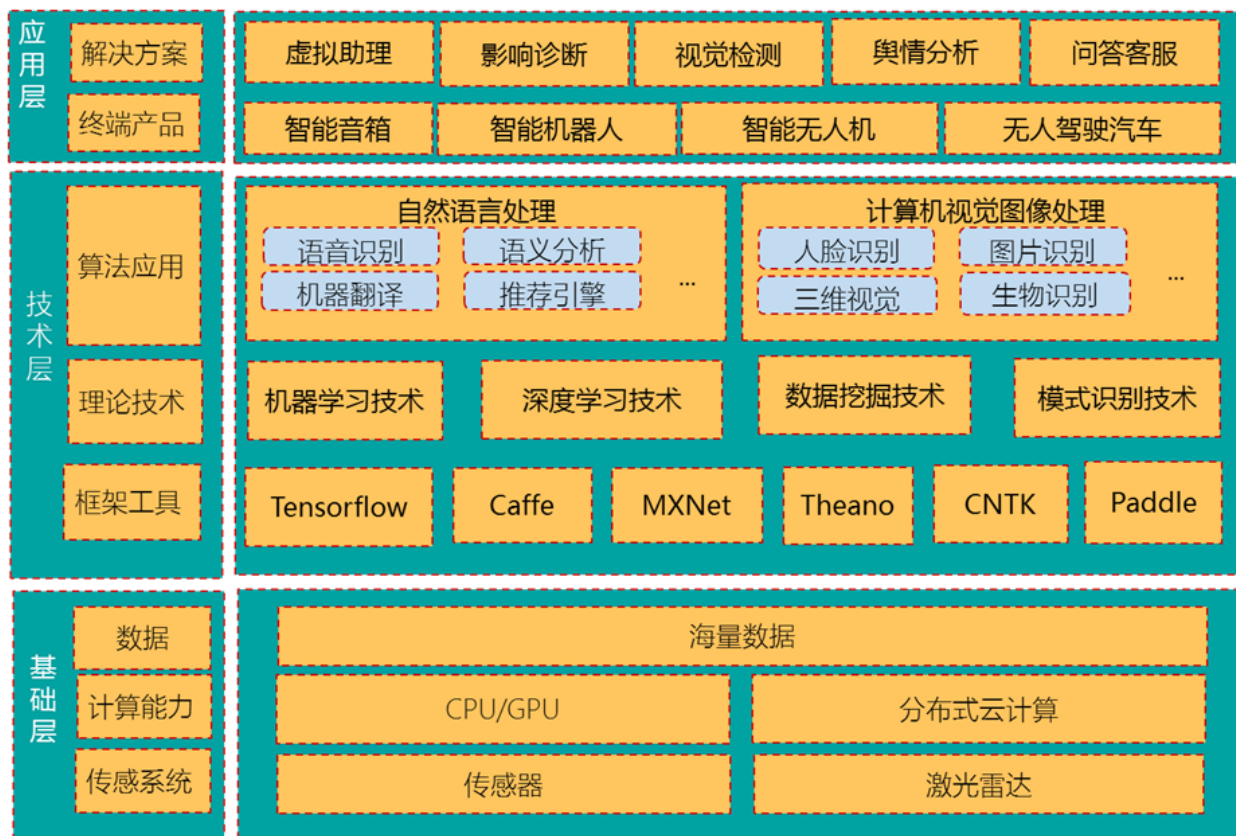 应用层
解决方案
虚拟助理
影响诊断
视觉检测
舆情分析
问答客服
终端产品
智能音箱
智能机器人
智能无人机
无人驾驶汽车
技术层
算法应用
自然语言处理
语音识别
语义分析
机器翻译
推荐引擎
...
计算机视觉图像处理
人脸识别
图片识别
三维视觉
生物识别
...
理论技术
机器学习技术
深度学习技术
数据挖掘技术
模式识别技术
框架工具
Tensorflow
Caffe
MXNet
Theano
CNTK
Paddle
基础层
数据
海量数据
计算能力
CPU/GPU
分布式云计算
传感系统
传感器
激光雷达